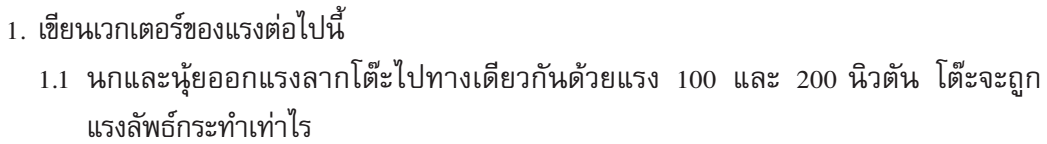 1. เขียนเวกเตอร์ของแรงต่อไปนี้
1.1 นกและนุ้ยออกแรงลากโต๊ะไปทางเดียวกันด้วยแรง 100 และ 200 นิวตัน โต๊ะจะถูก
แรงลัพธ์กระทำเท่าไร